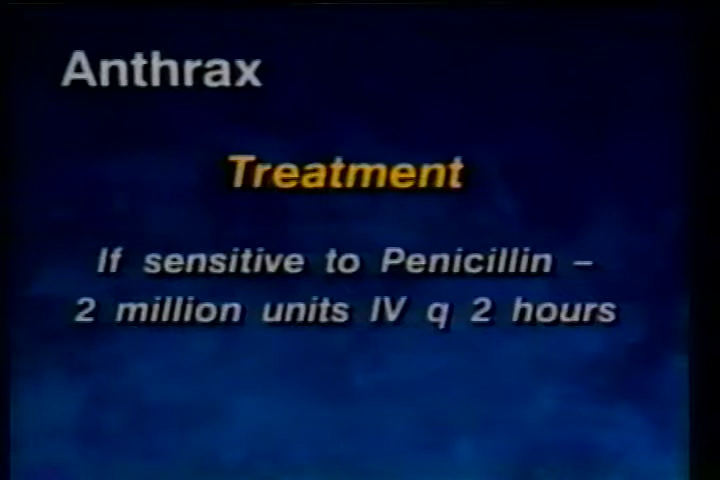 Anthrax
Treatment
If sensitive to Penicillin –
2 million units IV q 2 hours